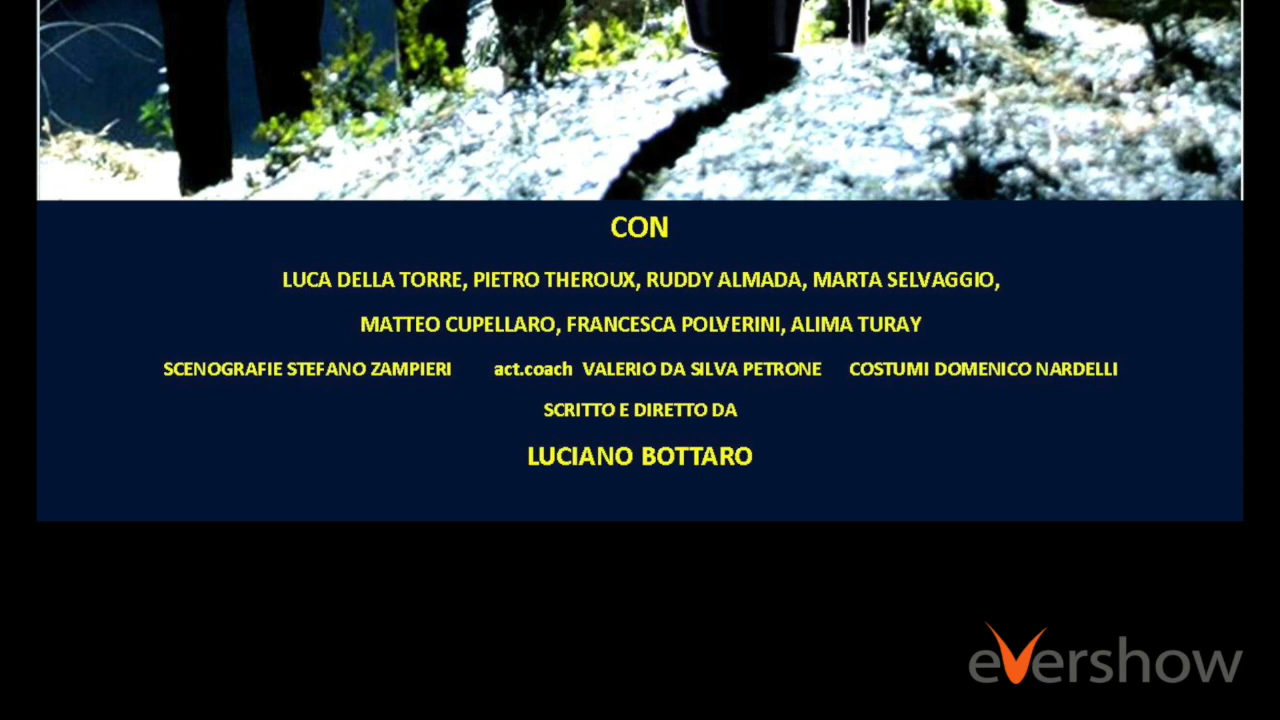 CON
LUCA DELLA TORRE, PIETRO THEROUX, RUDDY ALMADA, MARTA SELVAGGIO,
MATTEO CUPELLARO, FRANCESCA POLVERINI, ALIMA TURAY
SCENOGRAFIE STEFANO ZAMPIERI act.coach VALERIO DA SILVA PETRONE COSTUMI DOMENICO NARDELLI
SCRITTO E DIRETTO DA
LUCIANO BOTTARO
evershow